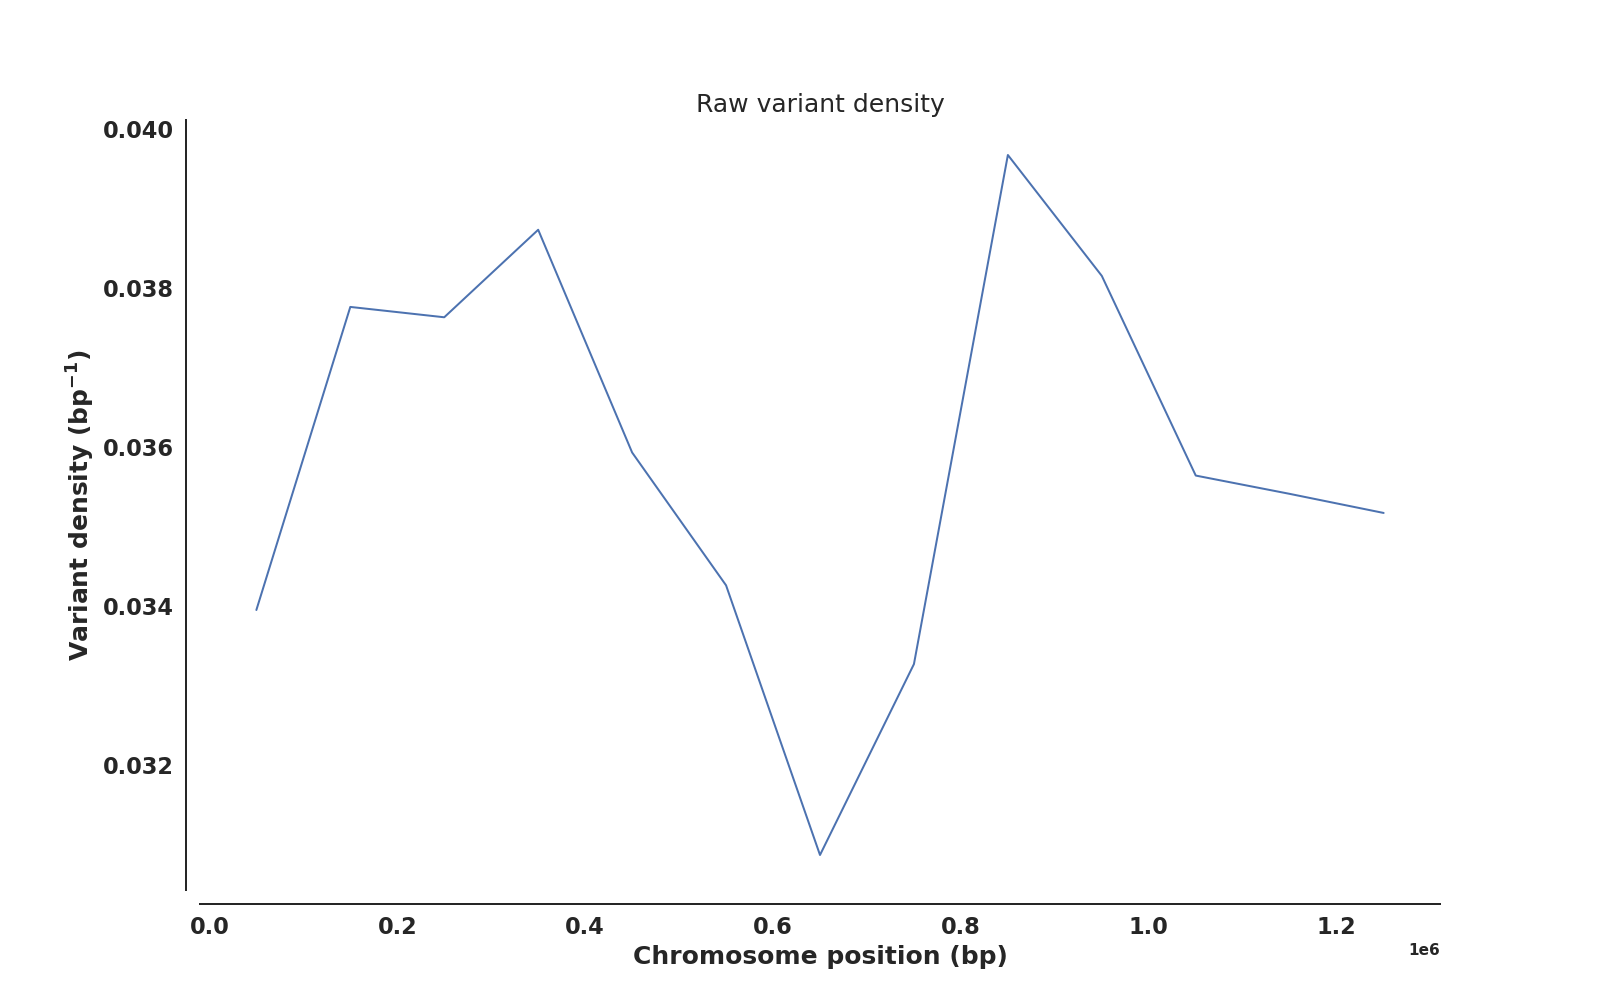 Raw variant density
0.040
0.038
0.036
0.034
0.032
Variant density (bp⁻¹)
0.0 0.2 0.4 0.6 0.8 1.0 1.2
1e6
Chromosome position (bp)